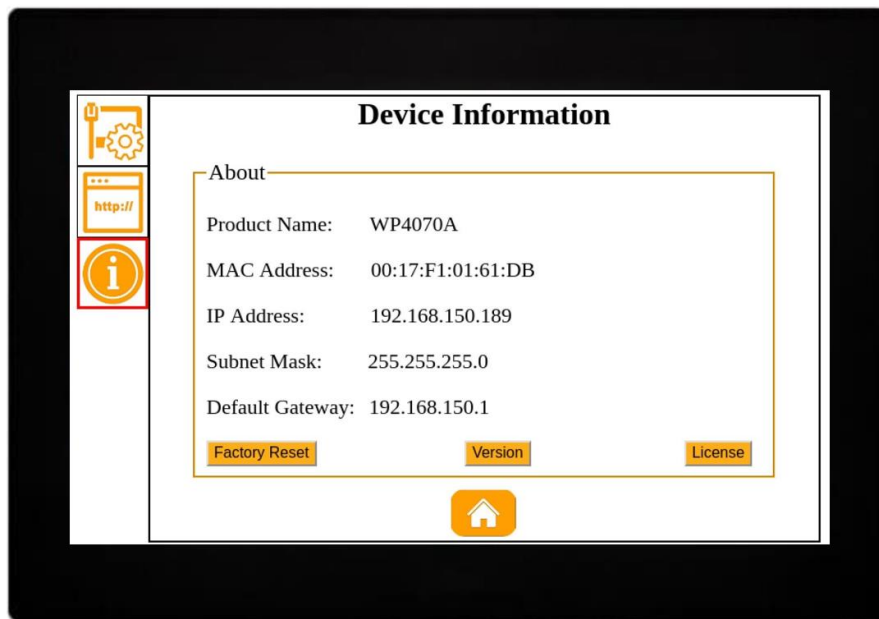 Device Information
http://
About
Product Name: WP4070A
MAC Address: 00:17:F1:01:61:DB
IP Address: 192.168.150.189
Subnet Mask: 255.255.255.0
Default Gateway: 192.168.150.1
Factory Reset Version License